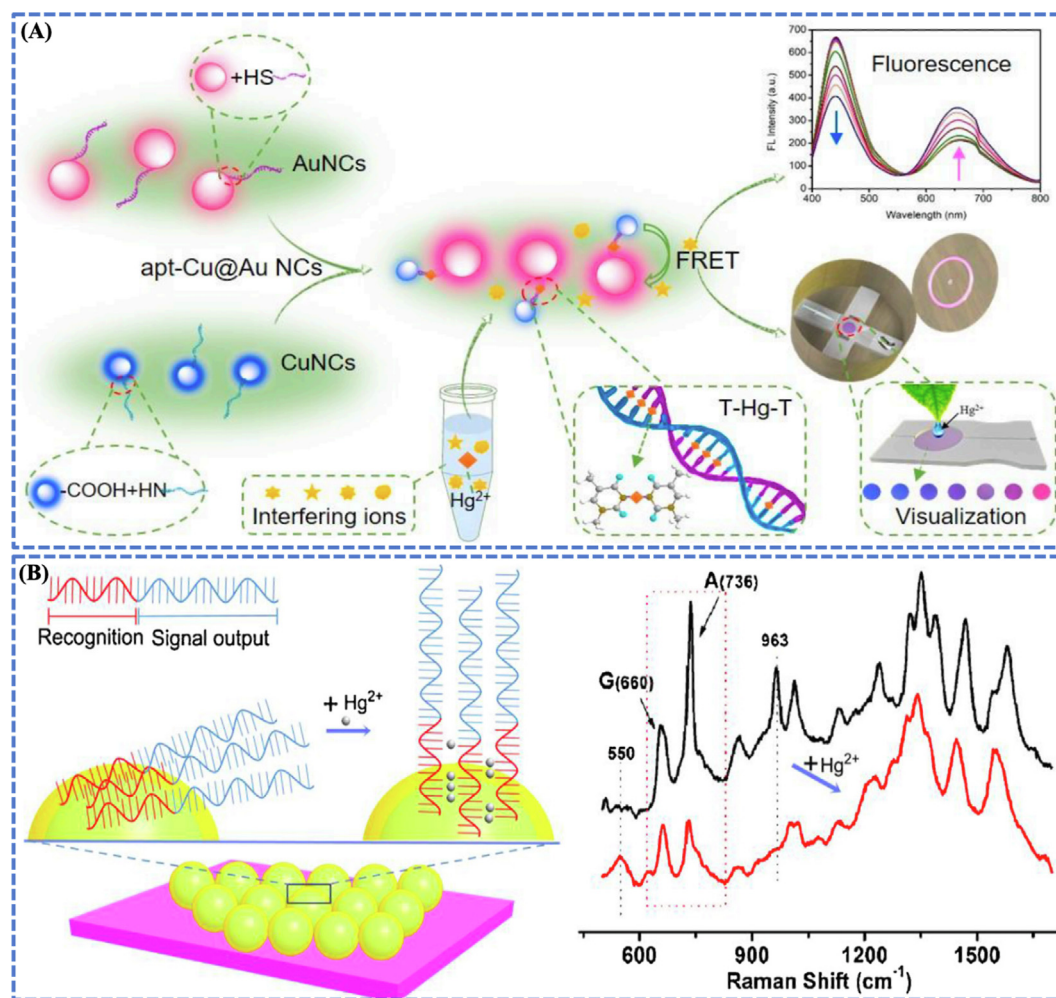 (A)
+HS
AuNCs
apt-Cu@Au NCs
CuNCs
-COOH+HN
Interfering ions
Hg2+
FRET
T-Hg-T
Fluorescence
FL Intensity (a.u.)
700
600
500
400
300
200
100
0
400 500 600 700 800
Wavelength (nm)
Hg2+
Visualization
(B)
Recognition Signal output
+ Hg2+
A(736)
963
G(660)
550
+Hg2+
600 900 1200 1500
Raman Shift (cm-1)